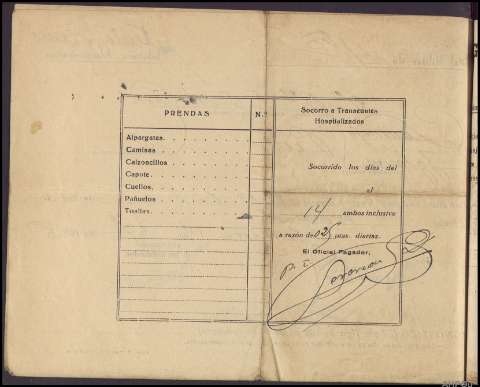 PRENDAS
N.º
Alpargatas.
Camisas
Calzoncillos
Capote.
Cuellos.
Pañuelos
Toallas.
Socorro a Transeuntes
Hospitalizados
Socorrido los días del
al
14 ambos inclusive
a razón de 0'25 ptas. diarias.
El Oficial Pagador,
P. I.